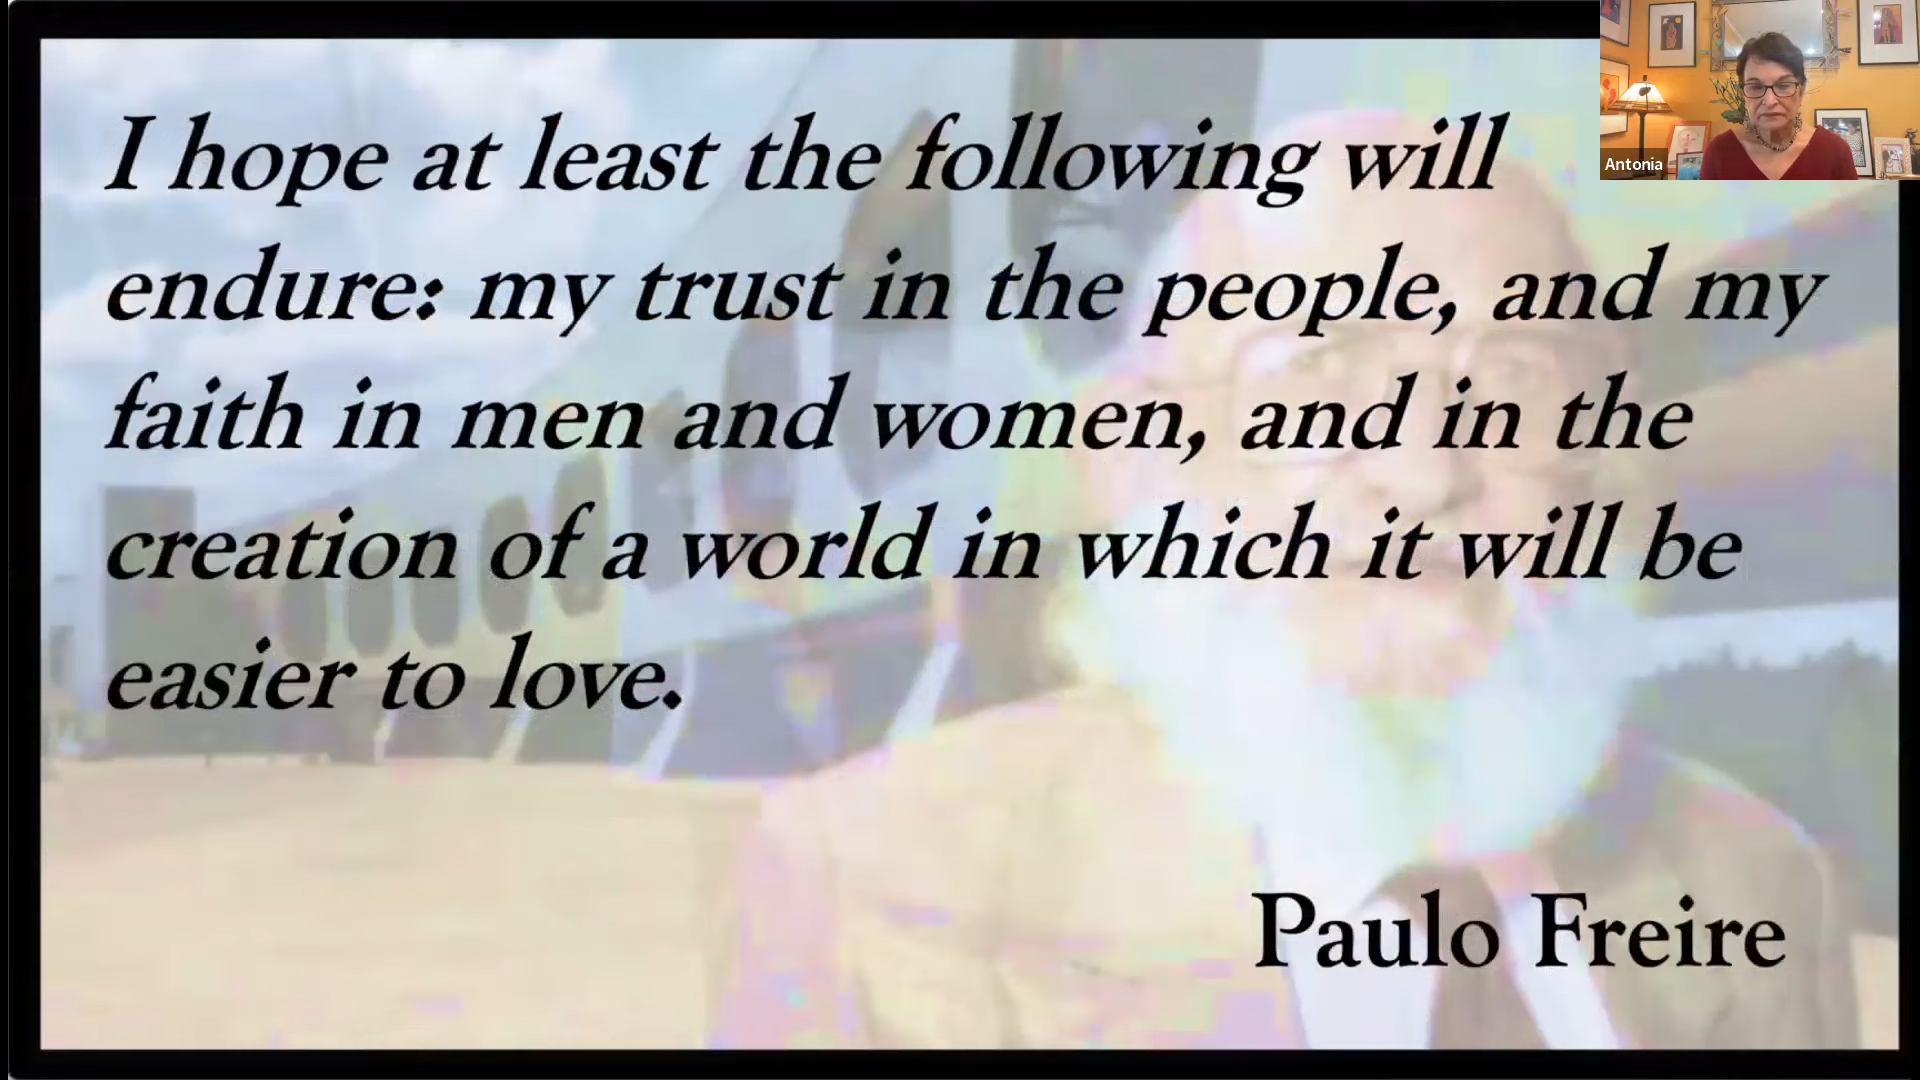 I hope at least the following will
endure: my trust in the people, and my
faith in men and women, and in the
creation of a world in which it will be
easier to love.
Paulo Freire
Antonia